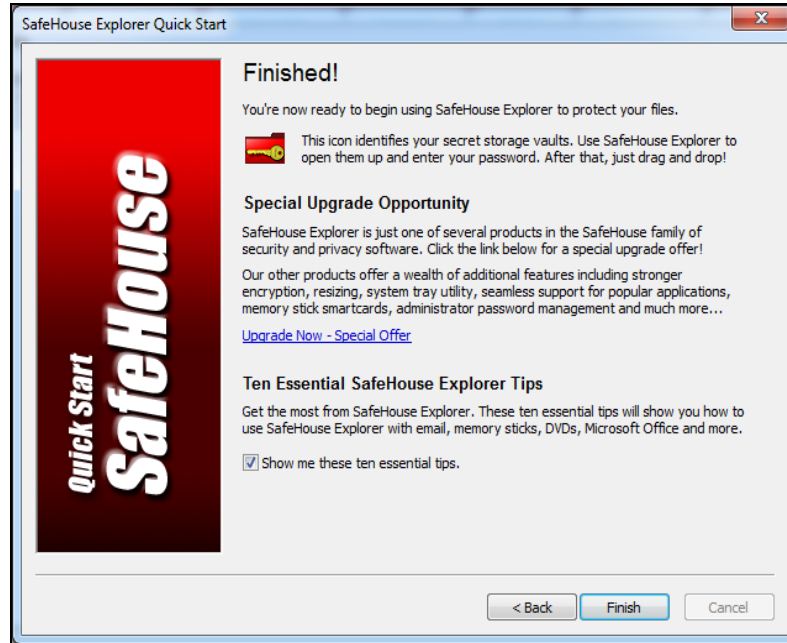 SafeHouse Explorer Quick Start
Quick Start
SafeHouse
Finished!
You're now ready to begin using SafeHouse Explorer to protect your files.
This icon identifies your secret storage vaults. Use SafeHouse Explorer to
open them up and enter your password. After that, just drag and drop!
Special Upgrade Opportunity
SafeHouse Explorer is just one of several products in the SafeHouse family of
security and privacy software. Click the link below for a special upgrade offer!
Our other products offer a wealth of additional features including stronger
encryption, resizing, system tray utility, seamless support for popular applications,
memory stick smartcards, administrator password management and much more...
Upgrade Now - Special Offer
Ten Essential SafeHouse Explorer Tips
Get the most from SafeHouse Explorer. These ten essential tips will show you how to
use SafeHouse Explorer with email, memory sticks, DVDs, Microsoft Office and more.
Show me these ten essential tips.
< Back
Finish
Cancel